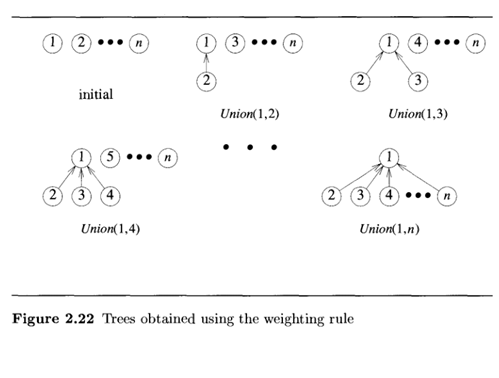 1 2 ••• n 1 3 ••• n 1 4 ••• n
2 2 3
initial
Union(1,2) Union(1,3)
• • •
1 5 ••• n 1
2 3 4 2 3 4 ••• n
Union(1,4) Union(1,n)
Figure 2.22 Trees obtained using the weighting rule